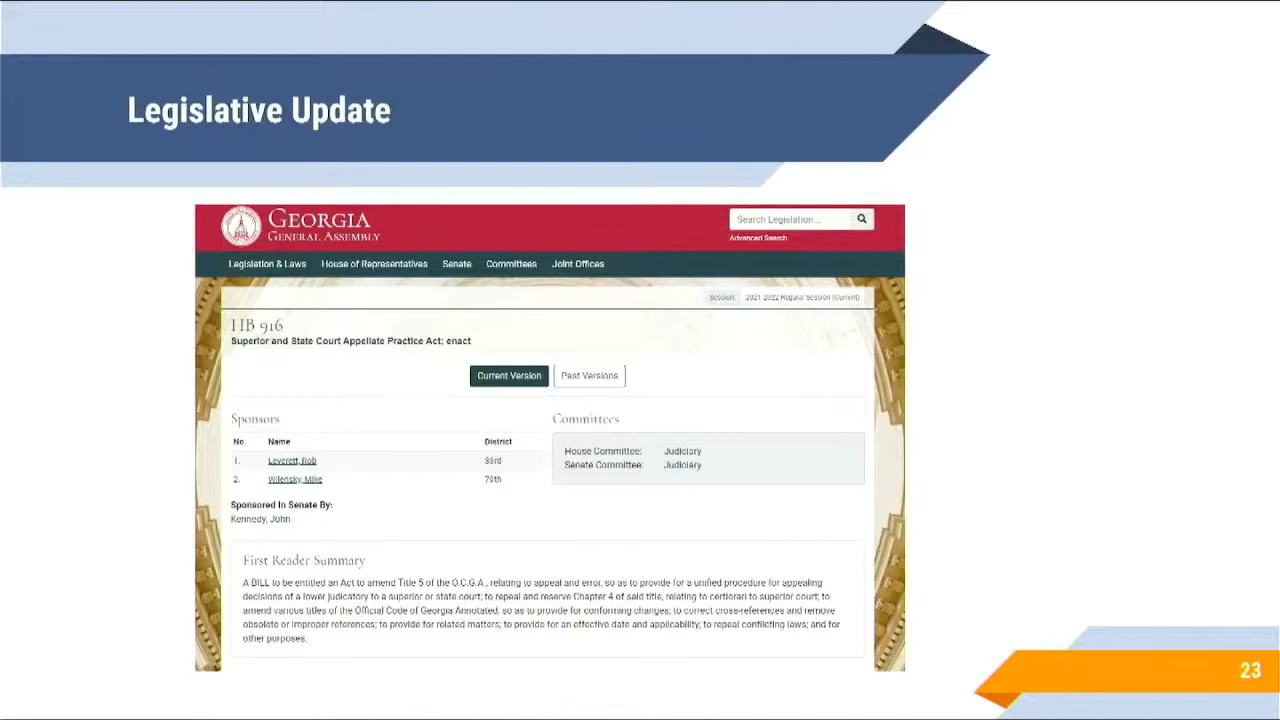 Legislative Update
GEORGIA
GENERAL ASSEMBLY
Search Legislation...
Advanced Search
Legislation & Laws House of Representatives Senate Committees Joint Offices
Session: 2021-2022 Regular Session (Current)
HB 916
Superior and State Court Appellate Practice Act; enact
Current Version Past Versions
Sponsors
No. Name District
1. Leverett, Rob 33rd
2. Wilensky, Mike 79th
Sponsored In Senate By:
Kennedy, John
Committees
House Committee: Judiciary
Senate Committee: Judiciary
First Reader Summary
A BILL to be entitled an Act to amend Title 5 of the O.C.G.A., relating to appeal and error, so as to provide for a unified procedure for appealing
decisions of a lower judicatory to a superior or state court; to repeal and reserve Chapter 4 of said title, relating to certiorari to superior court; to
amend various titles of the Official Code of Georgia Annotated, so as to provide for conforming changes; to correct cross-references and remove
obsolete or improper references; to provide for related matters; to provide for an effective date and applicability; to repeal conflicting laws; and for
other purposes.
23